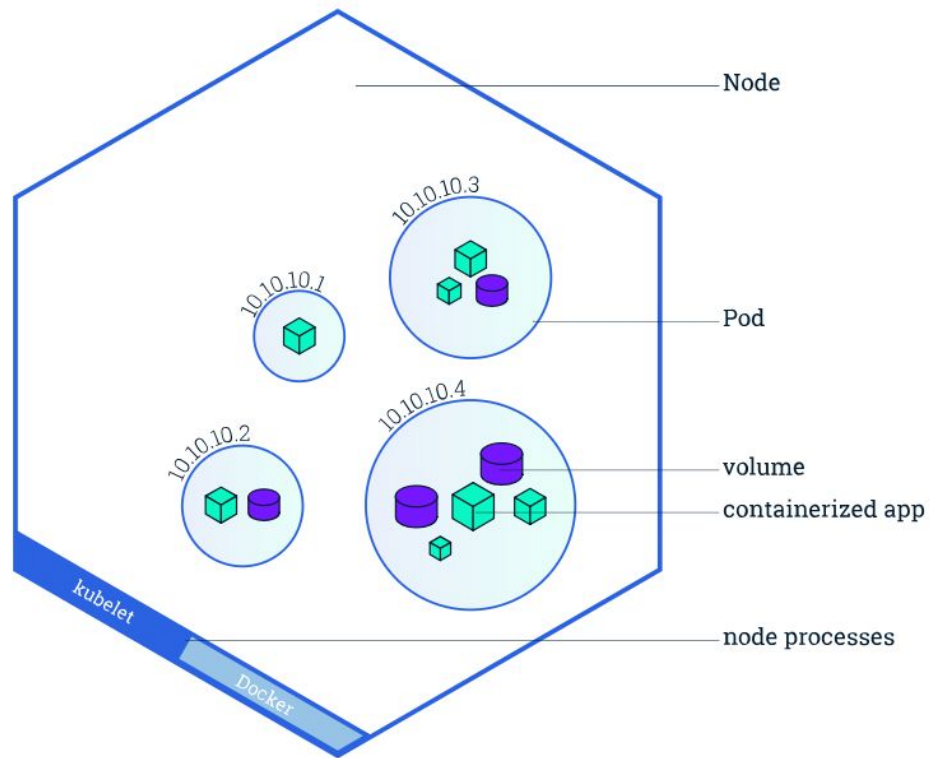 Node
10.10.10.3
10.10.10.1
Pod
10.10.10.4
10.10.10.2
volume
containerized app
kubelet
node processes
Docker